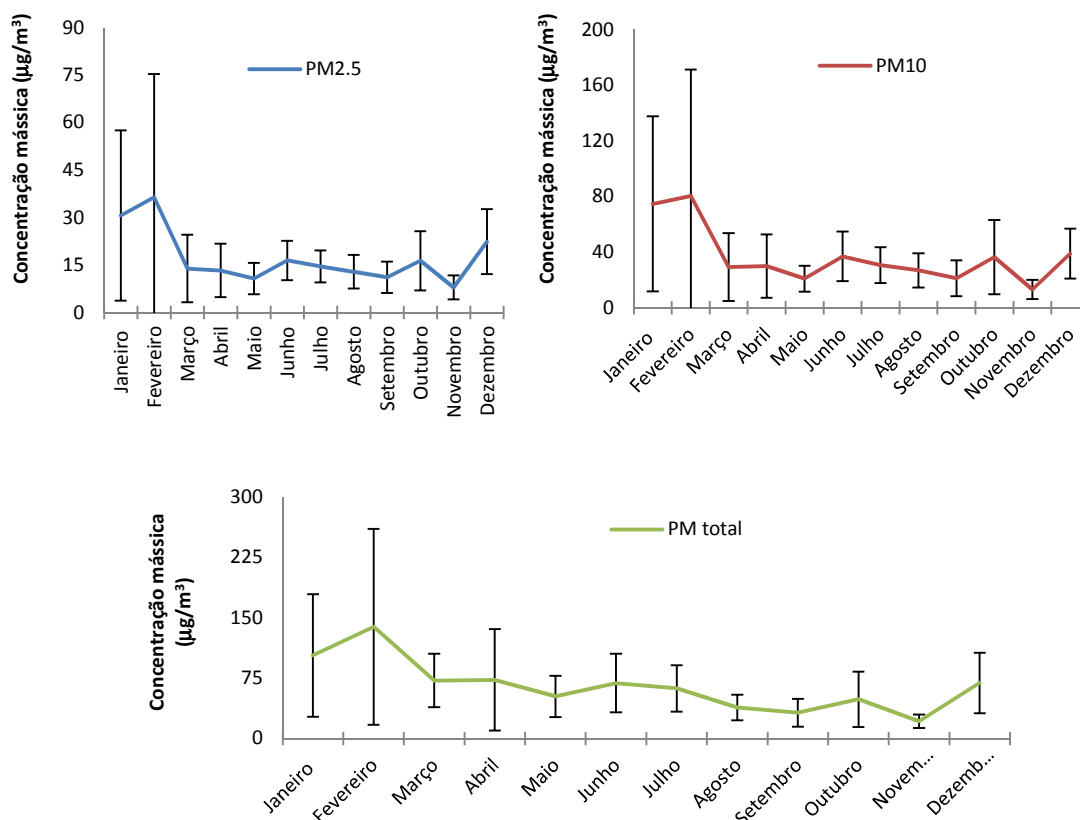 Concentração mássica (µg/m³)
90
75
60
45
30
15
0
PM2.5
Janeiro
Fevereiro
Março
Abril
Maio
Junho
Julho
Agosto
Setembro
Outubro
Novembro
Dezembro
Concentração mássica (µg/m³)
200
160
120
80
40
0
PM10
Janeiro
Fevereiro
Março
Abril
Maio
Junho
Julho
Agosto
Setembro
Outubro
Novembro
Dezembro
Concentração mássica
(µg/m³)
300
225
150
75
0
PM total
Janeiro
Fevereiro
Março
Abril
Maio
Junho
Julho
Agosto
Setembro
Outubro
Novem...
Dezemb...